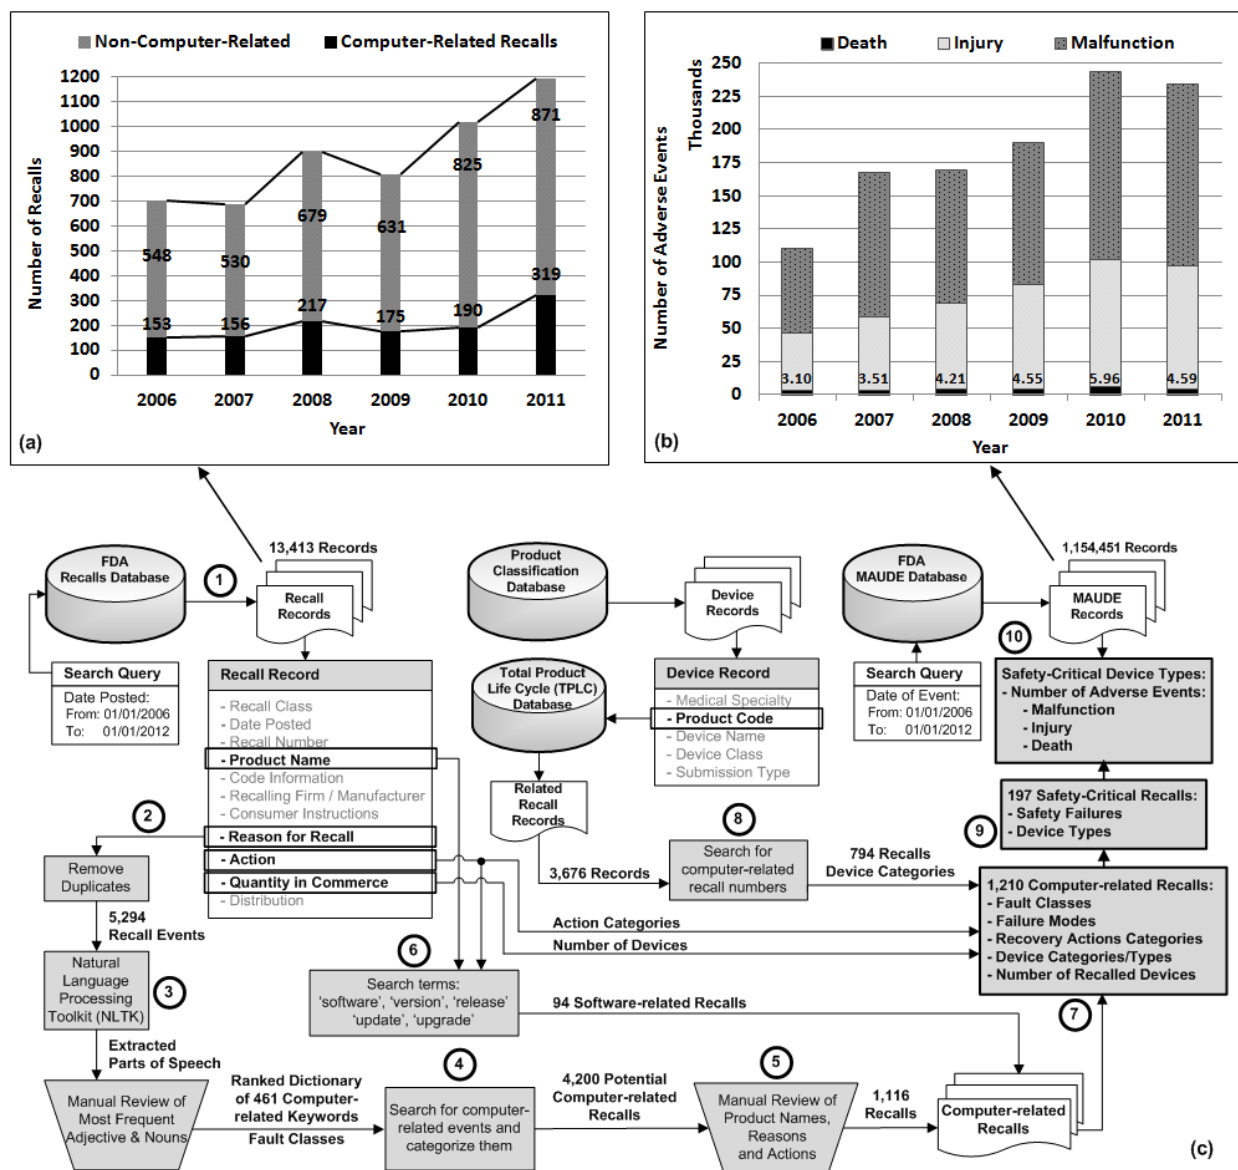 Non-Computer-Related
Computer-Related Recalls
Number of Recalls
1200
1100
1000
900
800
700
600
500
400
300
200
100
0
548
530
679
631
825
871
153
156
217
175
190
319
2006
2007
2008
2009
2010
2011
Year
(a)
Death
Injury
Malfunction
Number of Adverse Events
Thousands
250
225
200
175
150
125
100
75
50
25
0
3.10
3.51
4.21
4.55
5.96
4.59
2006
2007
2008
2009
2010
2011
Year
(b)
FDA
Recalls Database
1
13,413 Records
Recall
Records
Search Query
Date Posted:
From: 01/01/2006
To: 01/01/2012
Recall Record
- Recall Class
- Date Posted
- Recall Number
- Product Name
- Code Information
- Recalling Firm / Manufacturer
- Consumer Instructions
- Reason for Recall
- Action
- Quantity in Commerce
- Distribution
Product
Classification
Database
Device
Records
Total Product
Life Cycle (TPLC)
Database
Device Record
- Medical Specialty
- Product Code
- Device Name
- Device Class
- Submission Type
Related
Recall
Records
FDA
MAUDE Database
1,154,451 Records
MAUDE
Records
Search Query
Date of Event:
From: 01/01/2006
To: 01/01/2012
10
Safety-Critical Device Types:
- Number of Adverse Events:
- Malfunction
- Injury
- Death
197 Safety-Critical Recalls:
- Safety Failures
- Device Types
9
2
Remove
Duplicates
5,294
Recall Events
Natural
Language
Processing
Toolkit (NLTK)
3
Extracted
Parts of Speech
Manual Review of
Most Frequent
Adjective & Nouns
3,676 Records
8
Search for
computer-related
recall numbers
794 Recalls
Device Categories
Action Categories
Number of Devices
1,210 Computer-related Recalls:
- Fault Classes
- Failure Modes
- Recovery Actions Categories
- Device Categories/Types
- Number of Recalled Devices
7
6
Search terms:
‘software’, ‘version’, ‘release’
‘update’, ‘upgrade’
94 Software-related Recalls
Ranked Dictionary
of 461 Computer-
related Keywords
Fault Classes
4
Search for computer-
related events and
categorize them
4,200 Potential
Computer-related
Recalls
5
Manual Review of
Product Names,
Reasons
and Actions
1,116
Recalls
Computer-related
Recalls
(c)